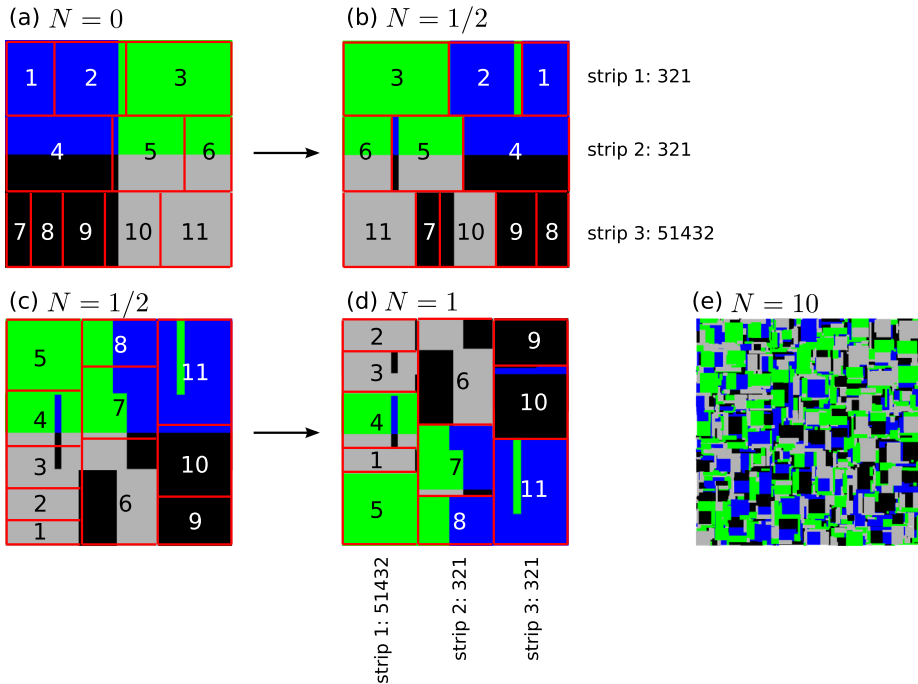 (a) N = 0
(b) N = 1/2
1 2 3
3 2 1
strip 1: 321
4 5 6
6 5 4
strip 2: 321
7 8 9 10 11
11 7 10 9 8
strip 3: 51432
(c) N = 1/2
(d) N = 1
(e) N = 10
5 8 11
4 7
3 10
2 6
1 9
2 9
3 6 10
4
1 7 11
5 8
strip 1: 51432
strip 2: 321
strip 3: 321